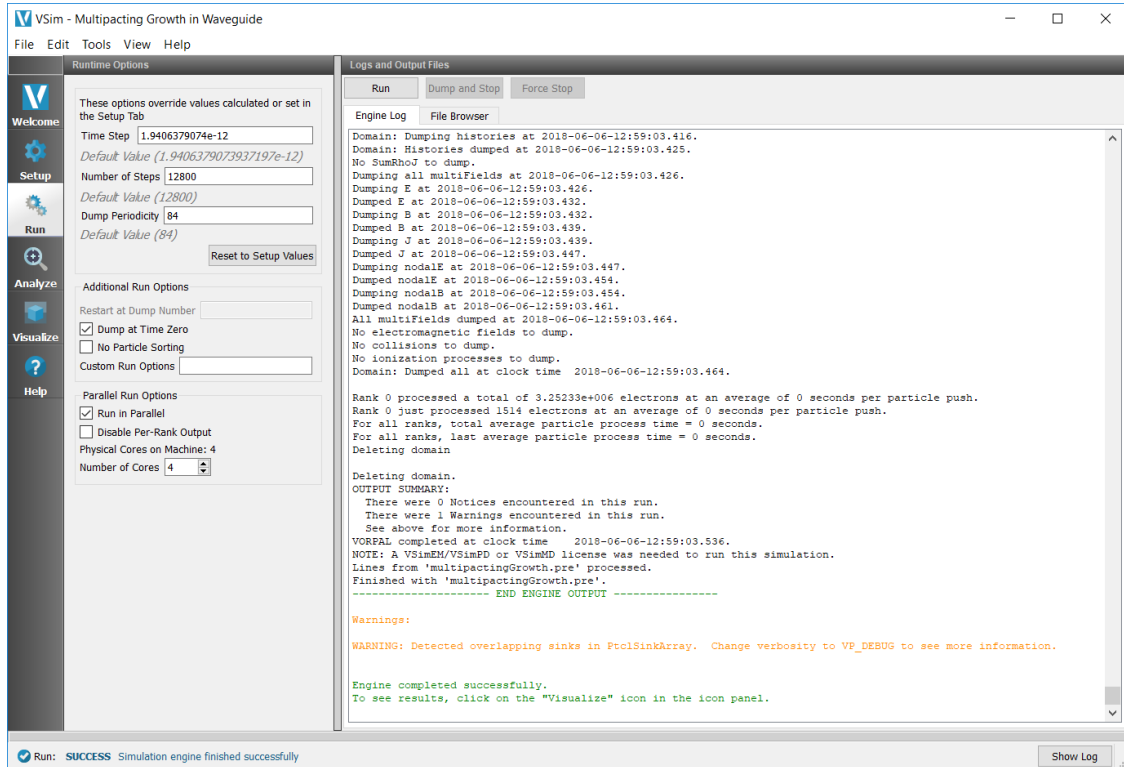 VSim - Multipacting Growth in Waveguide
File Edit Tools View Help
Runtime Options
Logs and Output Files
Welcome
Setup
Run
Analyze
Visualize
Help
These options override values calculated or set in
the Setup Tab
Time Step 1.9406379074e-12
Default Value (1.9406379073937197e-12)
Number of Steps 12800
Default Value (12800)
Dump Periodicity 84
Default Value (84)
Reset to Setup Values
Additional Run Options
Restart at Dump Number
Dump at Time Zero
No Particle Sorting
Custom Run Options
Parallel Run Options
Run in Parallel
Disable Per-Rank Output
Physical Cores on Machine: 4
Number of Cores 4
Run Dump and Stop Force Stop
Engine Log File Browser
Domain: Dumping histories at 2018-06-06-12:59:03.416.
Domain: Histories dumped at 2018-06-06-12:59:03.425.
No SumRhoJ to dump.
Dumping all multiFields at 2018-06-06-12:59:03.426.
Dumping E at 2018-06-06-12:59:03.426.
Dumped E at 2018-06-06-12:59:03.432.
Dumping B at 2018-06-06-12:59:03.432.
Dumped B at 2018-06-06-12:59:03.439.
Dumping J at 2018-06-06-12:59:03.439.
Dumped J at 2018-06-06-12:59:03.447.
Dumping nodalE at 2018-06-06-12:59:03.447.
Dumped nodalE at 2018-06-06-12:59:03.454.
Dumping nodalB at 2018-06-06-12:59:03.454.
Dumped nodalB at 2018-06-06-12:59:03.461.
All multiFields dumped at 2018-06-06-12:59:03.464.
No electromagnetic fields to dump.
No collisions to dump.
No ionization processes to dump.
Domain: Dumped all at clock time 2018-06-06-12:59:03.464.
Rank 0 processed a total of 3.25233e+006 electrons at an average of 0 seconds per particle push.
Rank 0 just processed 1514 electrons at an average of 0 seconds per particle push.
For all ranks, total average particle process time = 0 seconds.
For all ranks, last average particle process time = 0 seconds.
Deleting domain
Deleting domain.
OUTPUT SUMMARY:
There were 0 Notices encountered in this run.
There were 1 Warnings encountered in this run.
See above for more information.
VORPAL completed at clock time 2018-06-06-12:59:03.536.
NOTE: A VSimEM/VSimPD or VSimMD license was needed to run this simulation.
Lines from 'multipactingGrowth.pre' processed.
Finished with 'multipactingGrowth.pre'.
-------------------- END ENGINE OUTPUT ---------------
Warnings:
WARNING: Detected overlapping sinks in PtclSinkArray. Change verbosity to VP_DEBUG to see more information.
Engine completed successfully.
To see results, click on the "Visualize" icon in the icon panel.
Run: SUCCESS Simulation engine finished successfully
Show Log